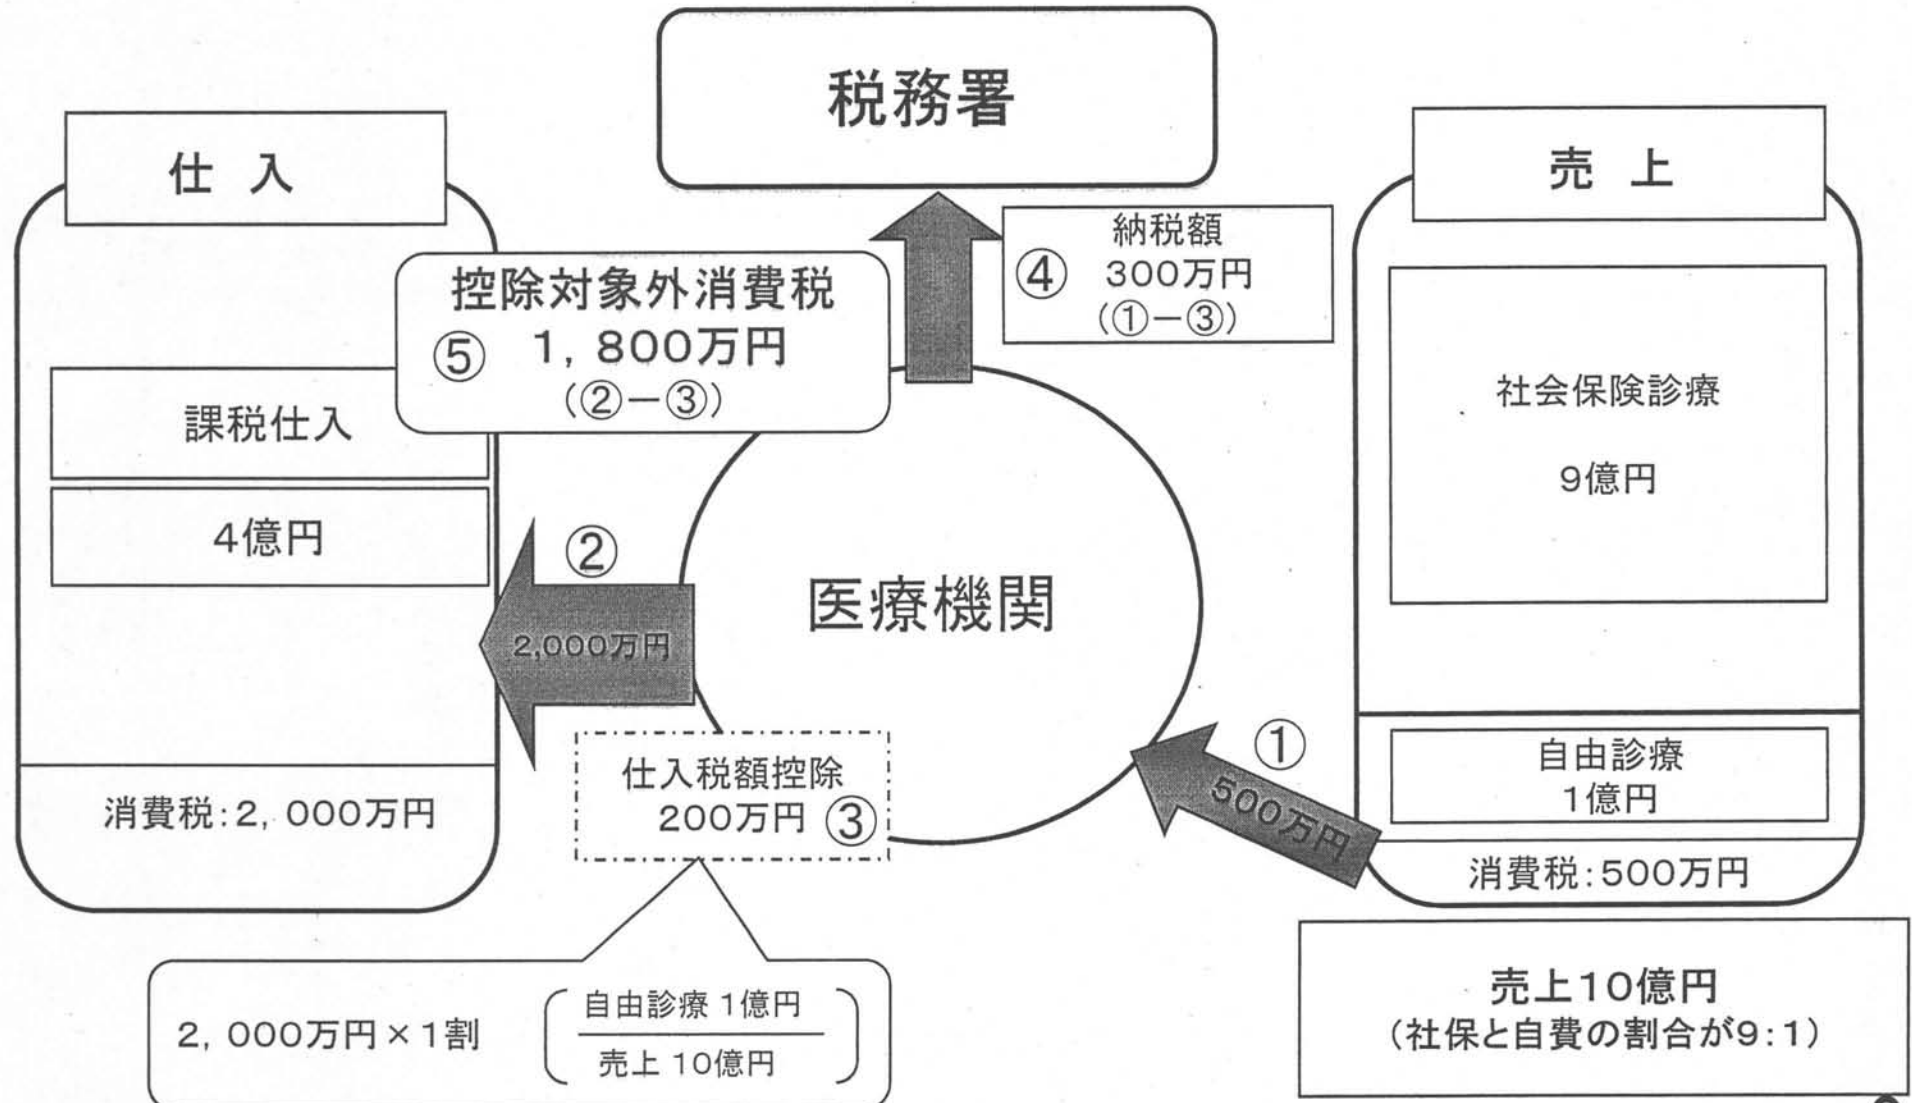 税務署
仕 入
売 上
納税額
④ 300万円
(①-③)
控除対象外消費税
⑤ 1, 800万円
(②-③)
課税仕入
4億円
社会保険診療
9億円
②
2,000万円
医療機関
①
500万円
自由診療
1億円
仕入税額控除
200万円 ③
消費税:2, 000万円
消費税:500万円
2, 000万円×1割
自由診療 1億円
売上 10億円
売上10億円
(社保と自費の割合が9:1)